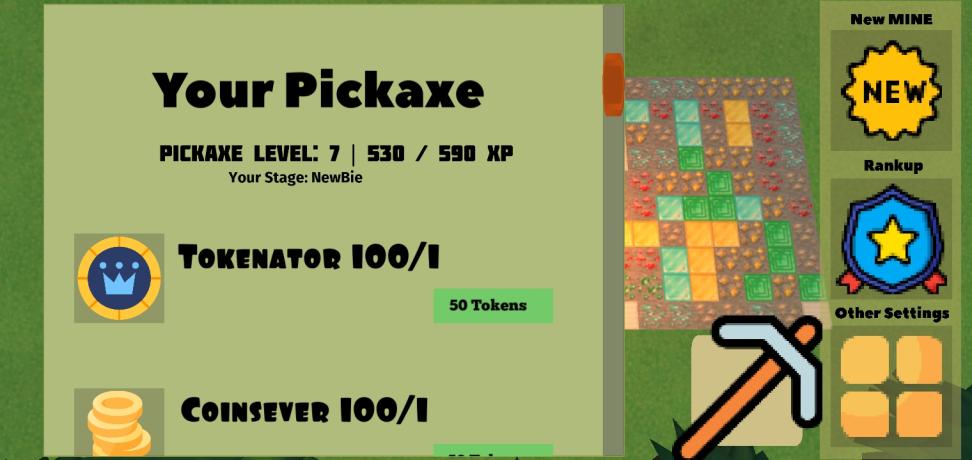 Your Pickaxe
PICKAXE LEVEL: 7 | 530 / 590 XP
Your Stage: NewBie
TOKENATOR 100/1
50 Tokens
COINSEVER 100/1
New MINE
NEW
Rankup
Other Settings